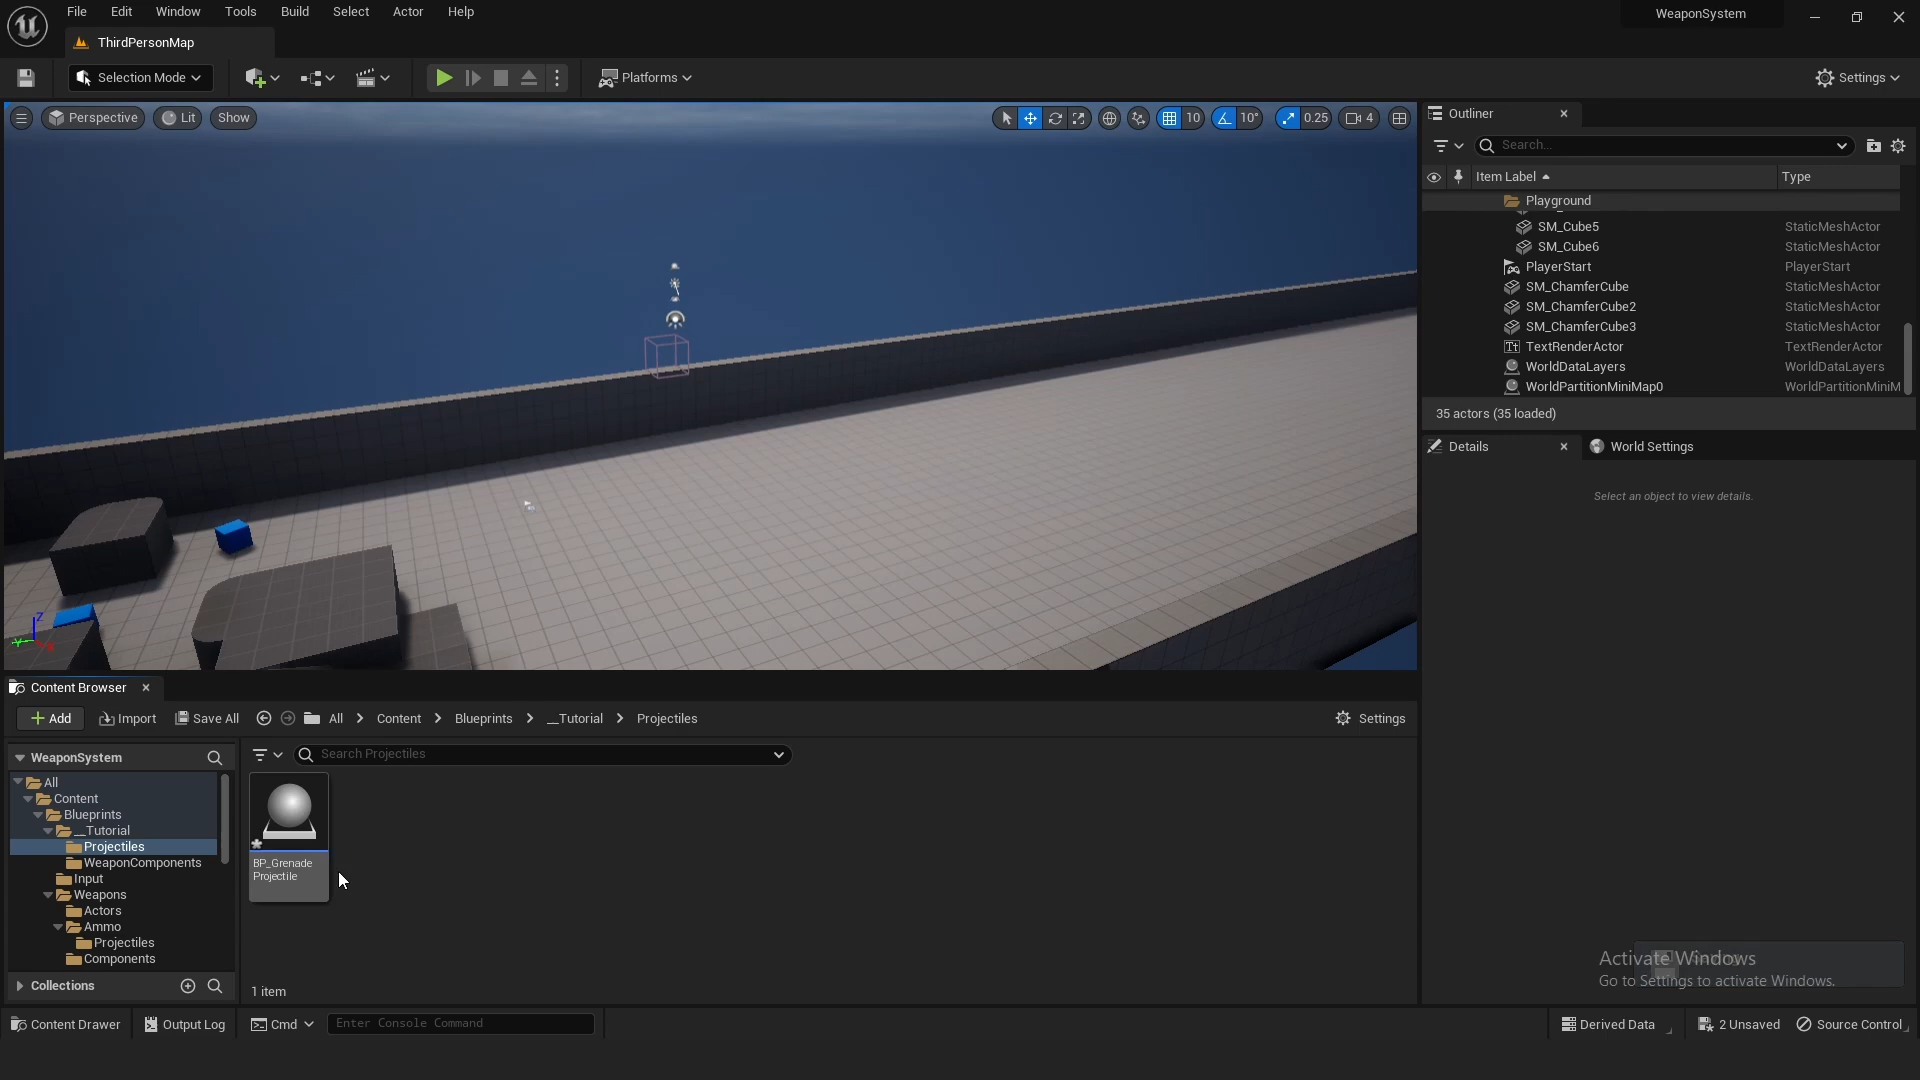 File Edit Window Tools Build Select Actor Help
WeaponSystem
ThirdPersonMap
Selection Mode
Platforms
Settings
Perspective
Lit
Show
10
10°
0.25
4
Outliner
Search...
Item Label
Type
Playground
SM_Cube5 StaticMeshActor
SM_Cube6 StaticMeshActor
PlayerStart PlayerStart
SM_ChamferCube StaticMeshActor
SM_ChamferCube2 StaticMeshActor
SM_ChamferCube3 StaticMeshActor
TextRenderActor TextRenderActor
WorldDataLayers WorldDataLayers
WorldPartitionMiniMap0 WorldPartitionMiniM
35 actors (35 loaded)
Details
World Settings
Select an object to view details.
Z
Y
X
Content Browser
Add
Import
Save All
All > Content > Blueprints > __Tutorial > Projectiles
Settings
WeaponSystem
Search Projectiles
All
Content
Blueprints
__Tutorial
Projectiles
WeaponComponents
Input
Weapons
Actors
Ammo
Projectiles
Components
Collections
BP_Grenade
Projectile
1 item
Activate Windows
Go to Settings to activate Windows.
Content Drawer
Output Log
Cmd
Enter Console Command
Derived Data
2 Unsaved
Source Control